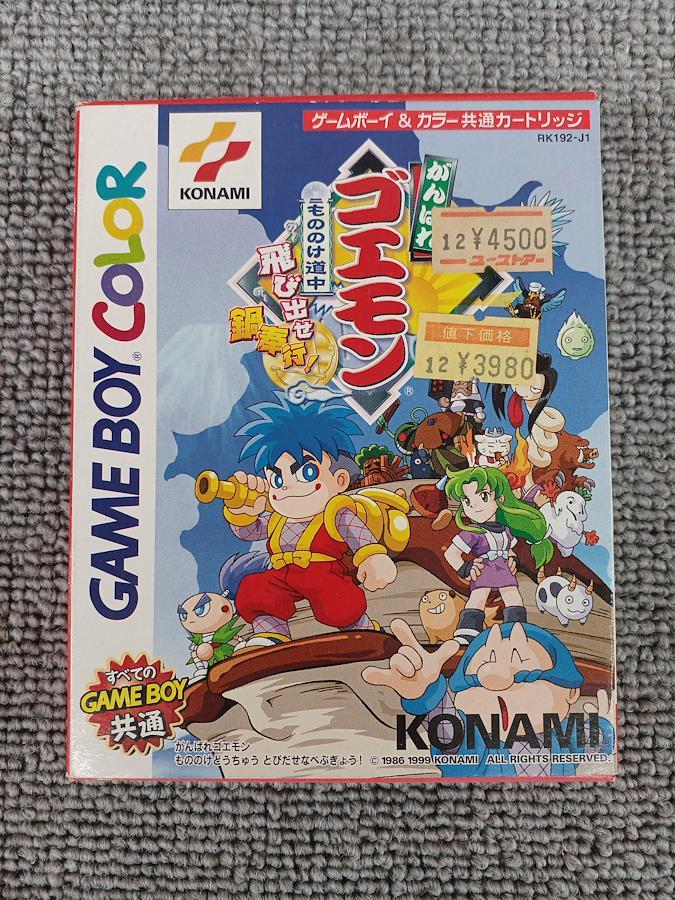 ゲームボーイ & カラー共通カートリッジ
RK192-J1
KONAMI
GAME BOY COLOR
がんばれ
ゴエモン
もののけ道中
飛び出せ
鍋奉行!
12 ¥4500
ユーストアー
値下価格
12 ¥3980
すべての
GAME BOY
共通
KONAMI
がんばれゴエモン
もののけどうちゅう とびだせなべぶぎょう!
© 1986 1999 KONAMI ALL RIGHTS RESERVED.